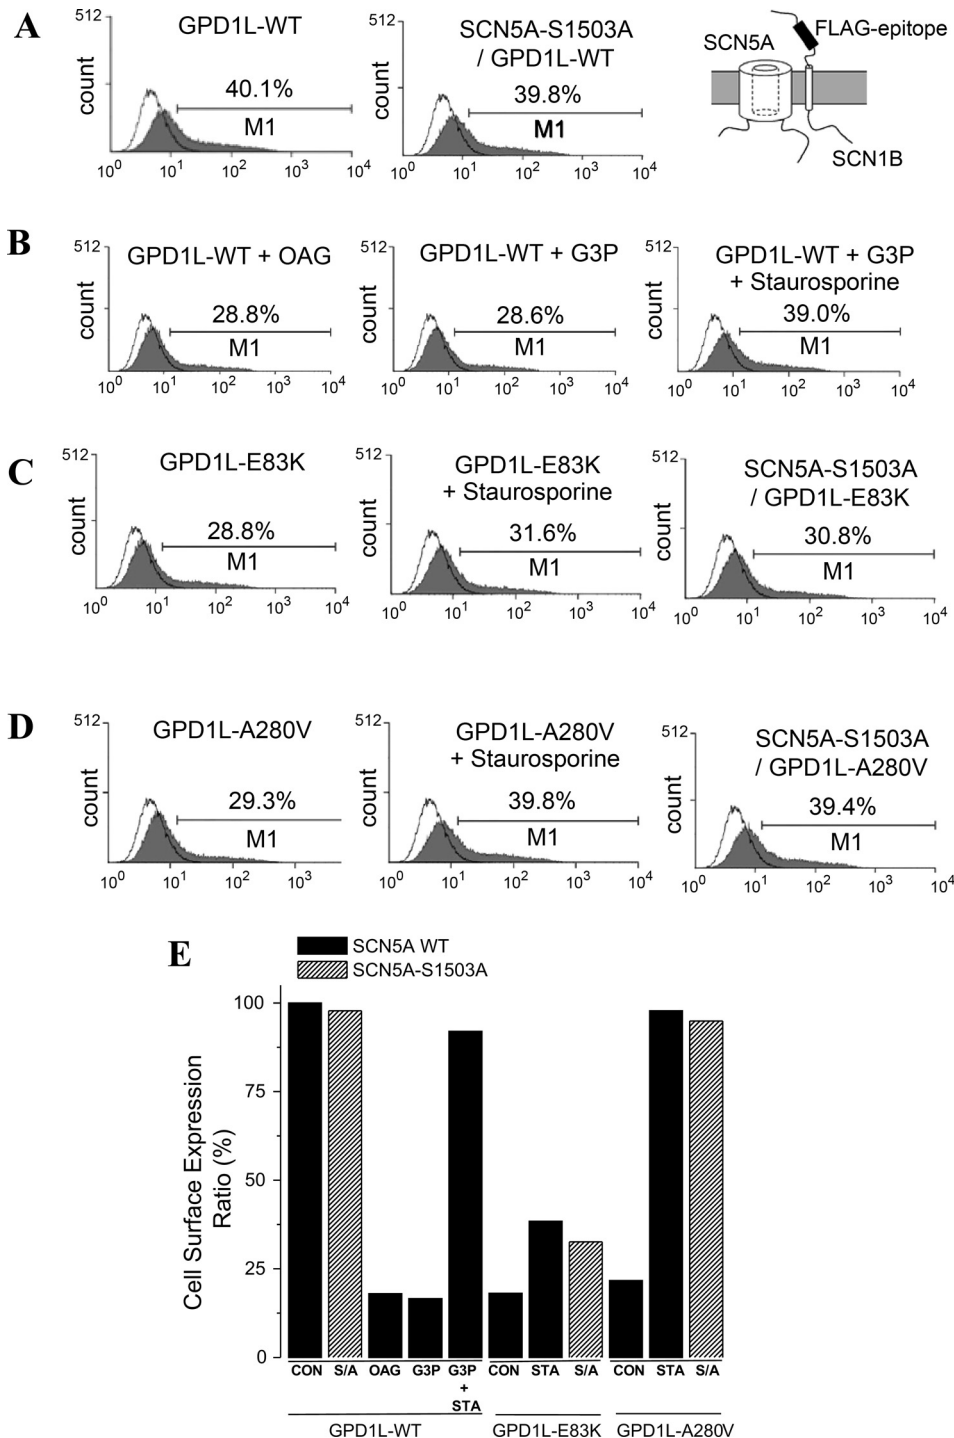 A
512
GPD1L-WT
count
40.1%
M1
10^0 10^1 10^2 10^3 10^4
512
SCN5A-S1503A
/ GPD1L-WT
count
39.8%
M1
10^0 10^1 10^2 10^3 10^4
SCN5A
FLAG-epitope
SCN1B
B
512
GPD1L-WT + OAG
count
28.8%
M1
10^0 10^1 10^2 10^3 10^4
512
GPD1L-WT + G3P
count
28.6%
M1
10^0 10^1 10^2 10^3 10^4
512
GPD1L-WT + G3P
+ Staurosporine
count
39.0%
M1
10^0 10^1 10^2 10^3 10^4
C
512
GPD1L-E83K
count
28.8%
M1
10^0 10^1 10^2 10^3 10^4
512
GPD1L-E83K
+ Staurosporine
count
31.6%
M1
10^0 10^1 10^2 10^3 10^4
512
SCN5A-S1503A
/ GPD1L-E83K
count
30.8%
M1
10^0 10^1 10^2 10^3 10^4
D
512
GPD1L-A280V
count
29.3%
M1
10^0 10^1 10^2 10^3
512
GPD1L-A280V
+ Staurosporine
count
39.8%
M1
10^0 10^1 10^2 10^3 10^4
512
SCN5A-S1503A
/ GPD1L-A280V
count
39.4%
M1
10^0 10^1 10^2 10^3 10^4
E
SCN5A WT
SCN5A-S1503A
Cell Surface Expression
Ratio (%)
100
75
50
25
0
CON S/A OAG G3P G3P CON STA S/A CON STA S/A
+
STA
GPD1L-WT GPD1L-E83K GPD1L-A280V